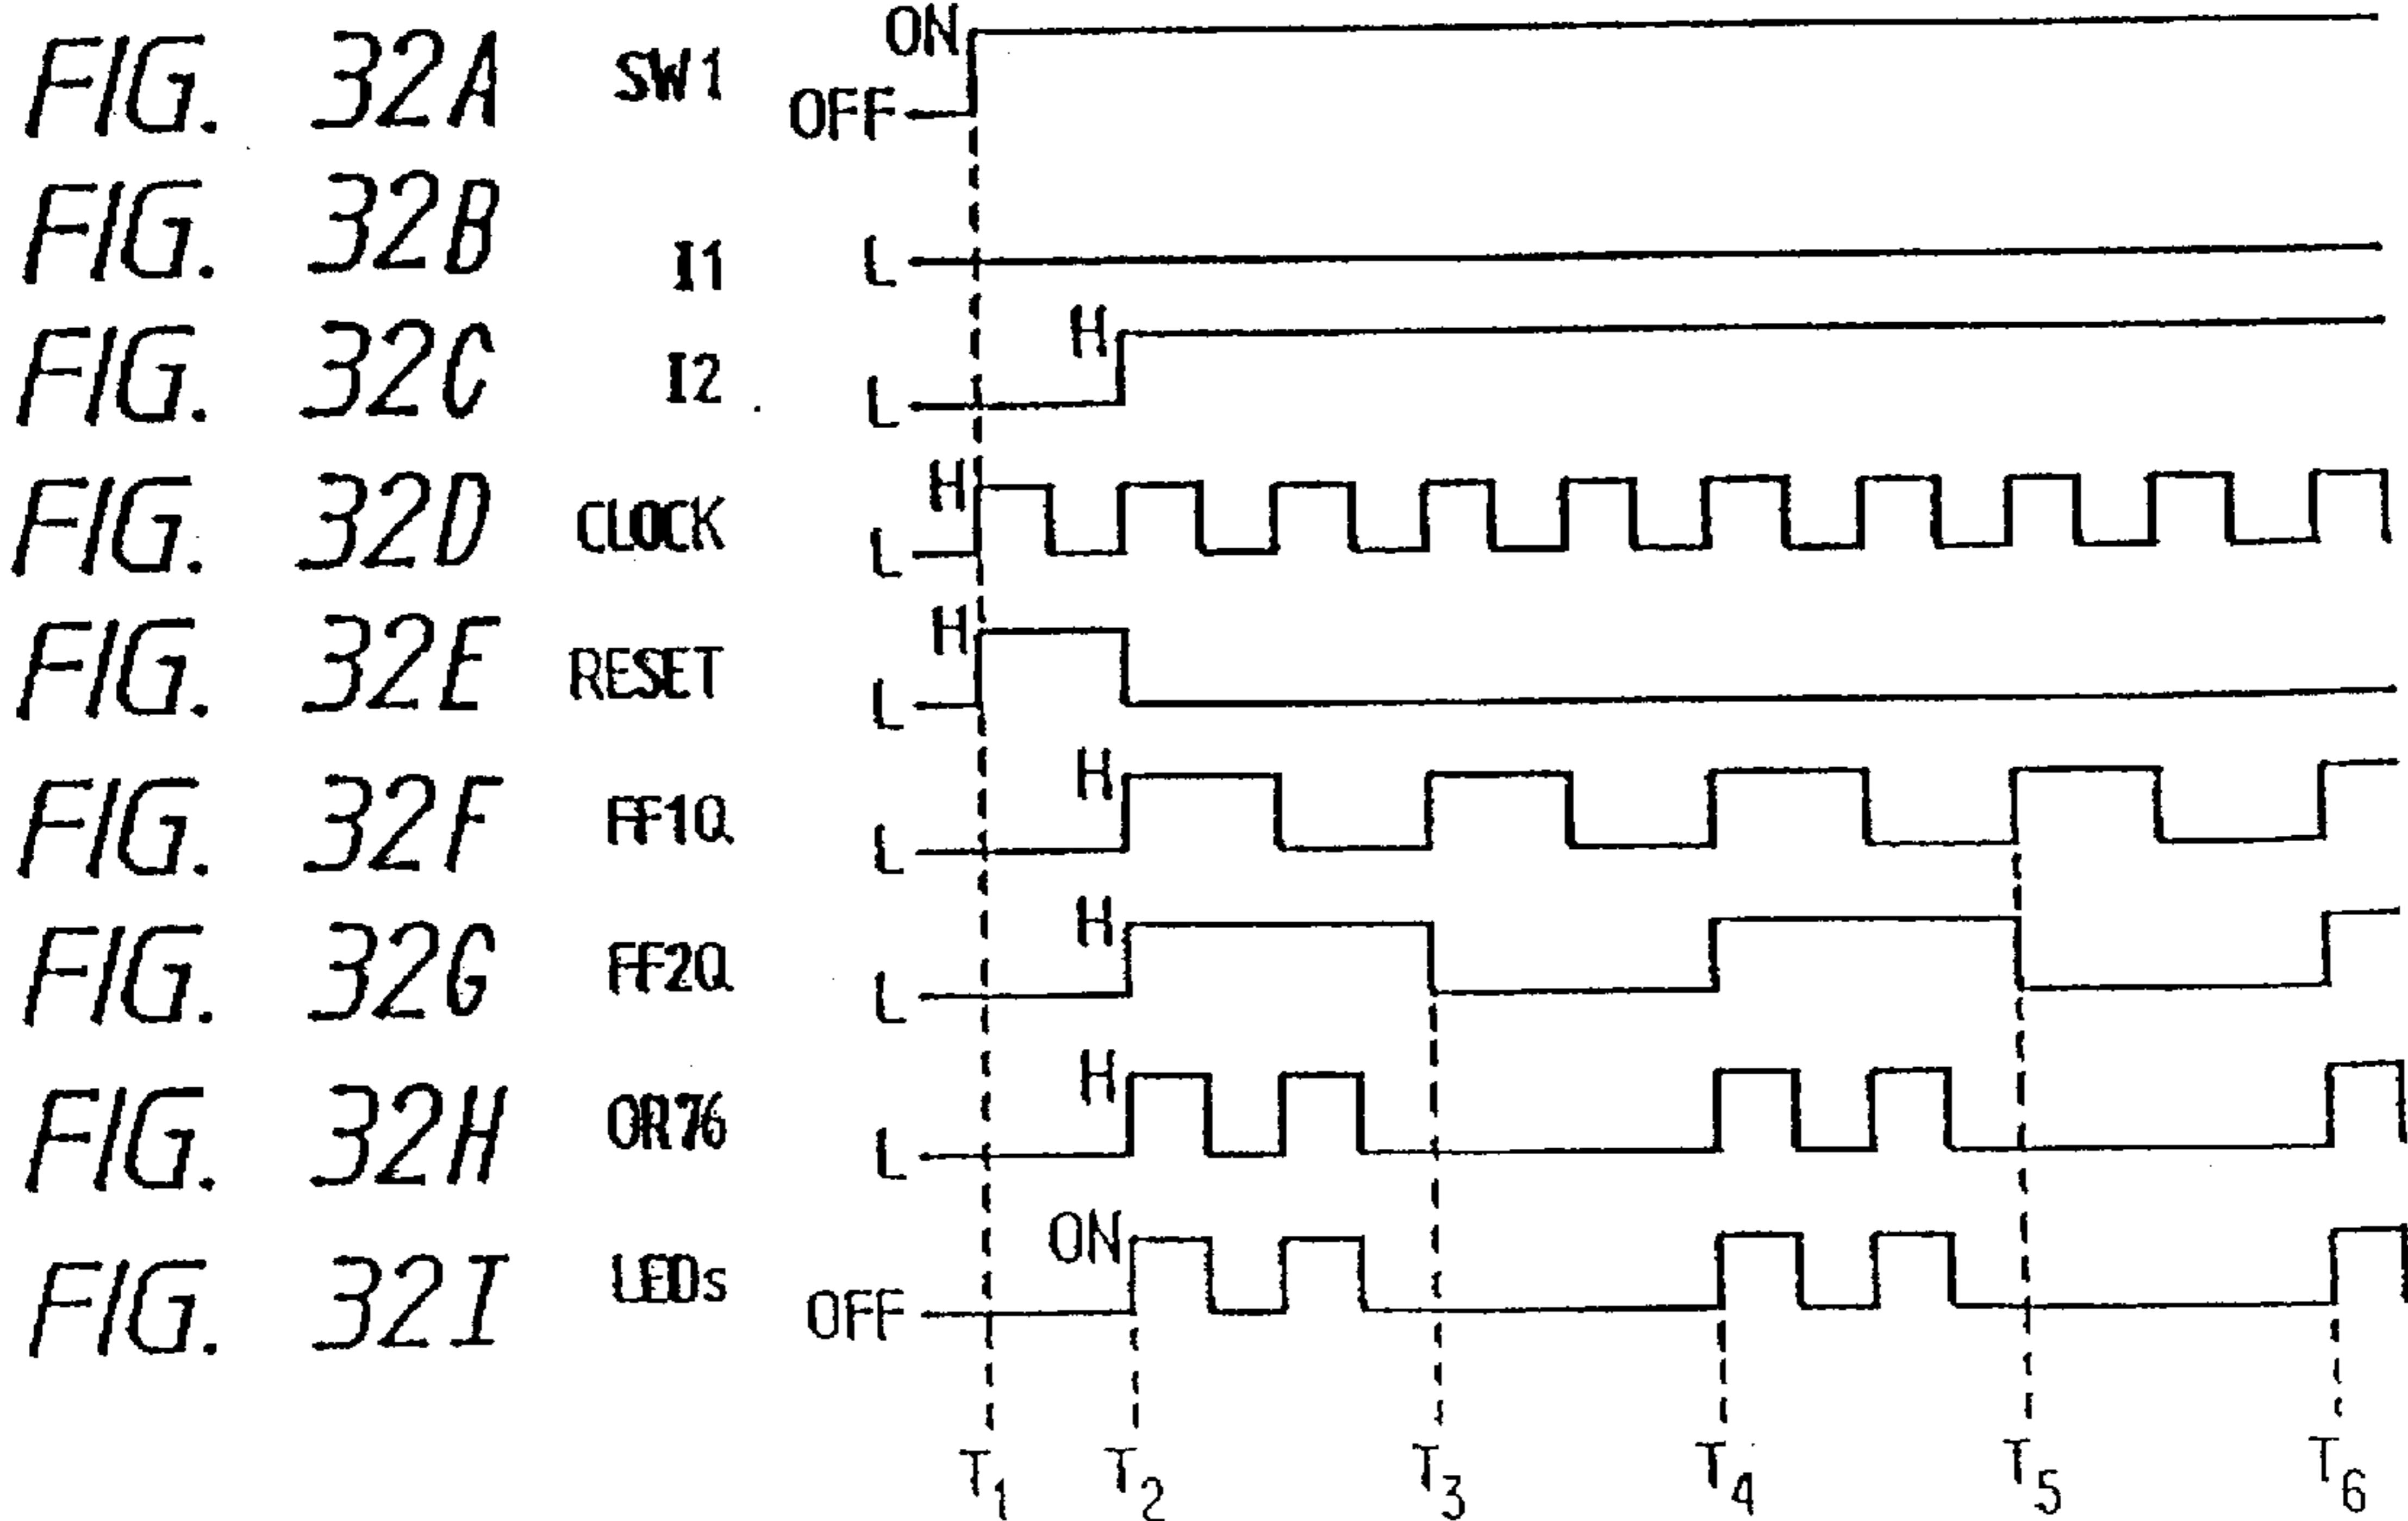 FIG. 32A SW1 ON
OFF
FIG. 32B I1 L
FIG. 32C I2 H
L
FIG. 32D CLOCK H
L
FIG. 32E RESET H
L
FIG. 32F FF1Q H
L
FIG. 32G FF2Q H
L
FIG. 32H OR76 H
L
FIG. 32I LEDs ON
OFF
T1 T2 T3 T4 T5 T6